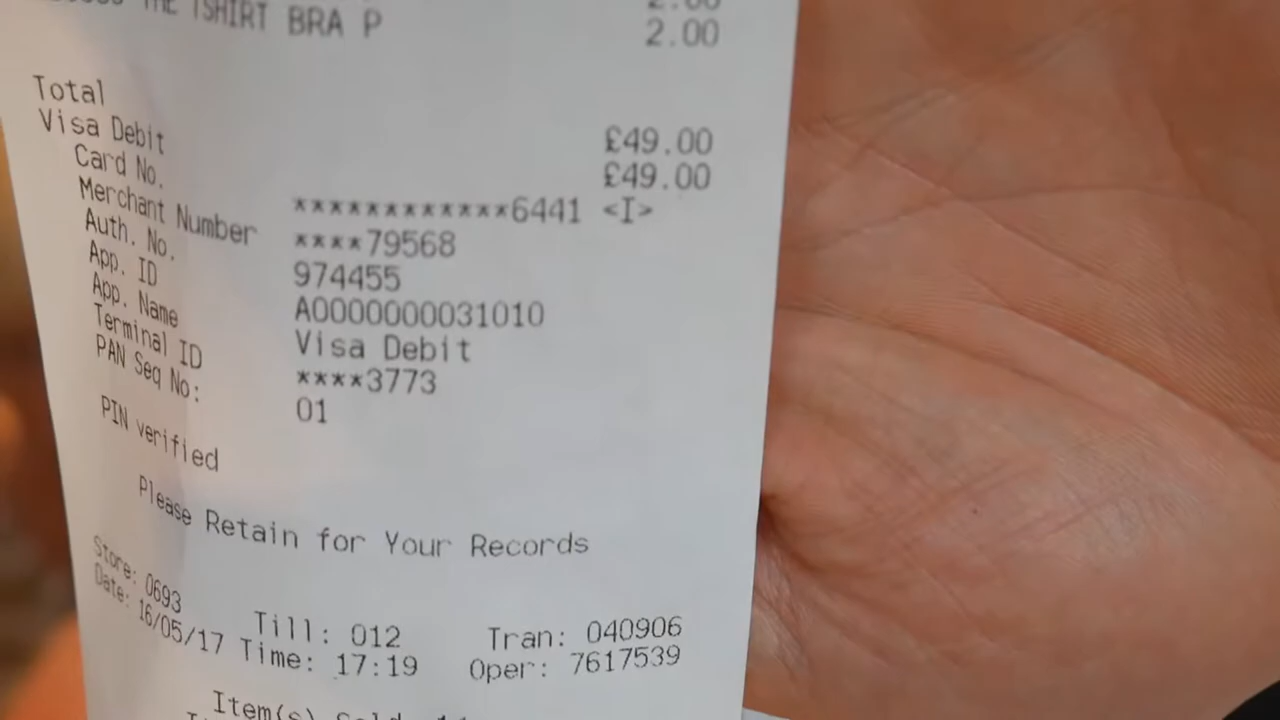 THE TSHIRT BRA P 2.00
Total £49.00
Visa Debit £49.00
Card No. ************6441 <I>
Merchant Number ****79568
Auth. No. 974455
App. ID A0000000031010
App. Name Visa Debit
Terminal ID ****3773
PAN Seq No: 01
PIN verified
Please Retain for Your Records
Store: 0693 Till: 012 Tran: 040906
Date: 16/05/17 Time: 17:19 Oper: 7617539
Item(s)